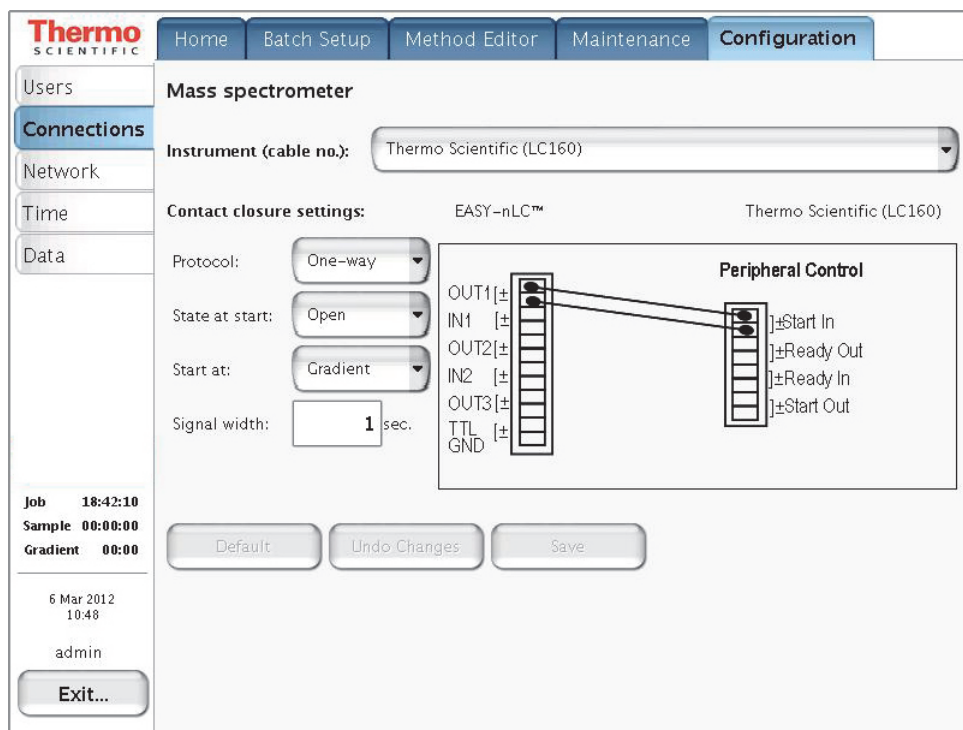 Thermo
SCIENTIFIC
Home
Batch Setup
Method Editor
Maintenance
Configuration
Users
Connections
Network
Time
Data
Mass spectrometer
Instrument (cable no.): Thermo Scientific (LC160)
Contact closure settings: EASY-nLC™ Thermo Scientific (LC160)
Protocol: One-way
State at start: Open
Start at: Gradient
Signal width: 1 sec.
OUT1[±
IN1 [±
OUT2[±
IN2 [±
OUT3[±
TTL [±
GND
Peripheral Control
]±Start In
]±Ready Out
]±Ready In
]±Start Out
Default
Undo Changes
Save
Job 18:42:10
Sample 00:00:00
Gradient 00:00
6 Mar 2012
10:48
admin
Exit...